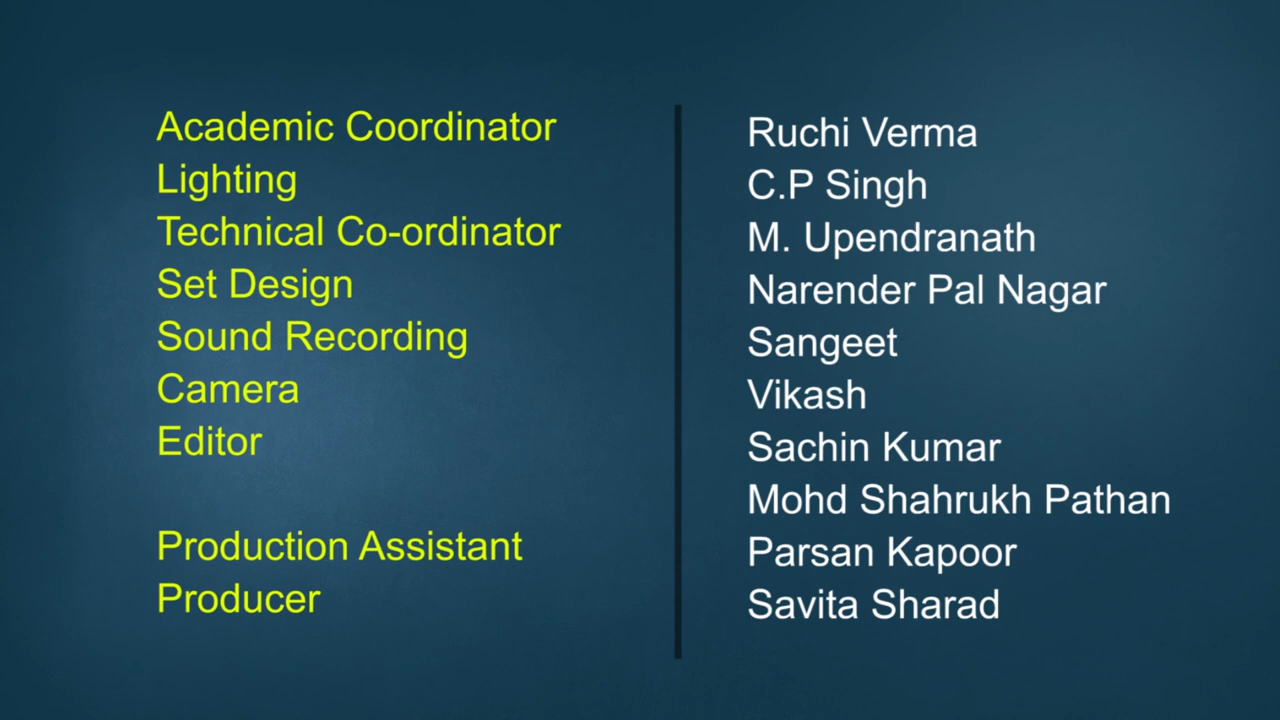 Academic Coordinator
Lighting
Technical Co-ordinator
Set Design
Sound Recording
Camera
Editor
Production Assistant
Producer
Ruchi Verma
C.P Singh
M. Upendranath
Narender Pal Nagar
Sangeet
Vikash
Sachin Kumar
Mohd Shahrukh Pathan
Parsan Kapoor
Savita Sharad